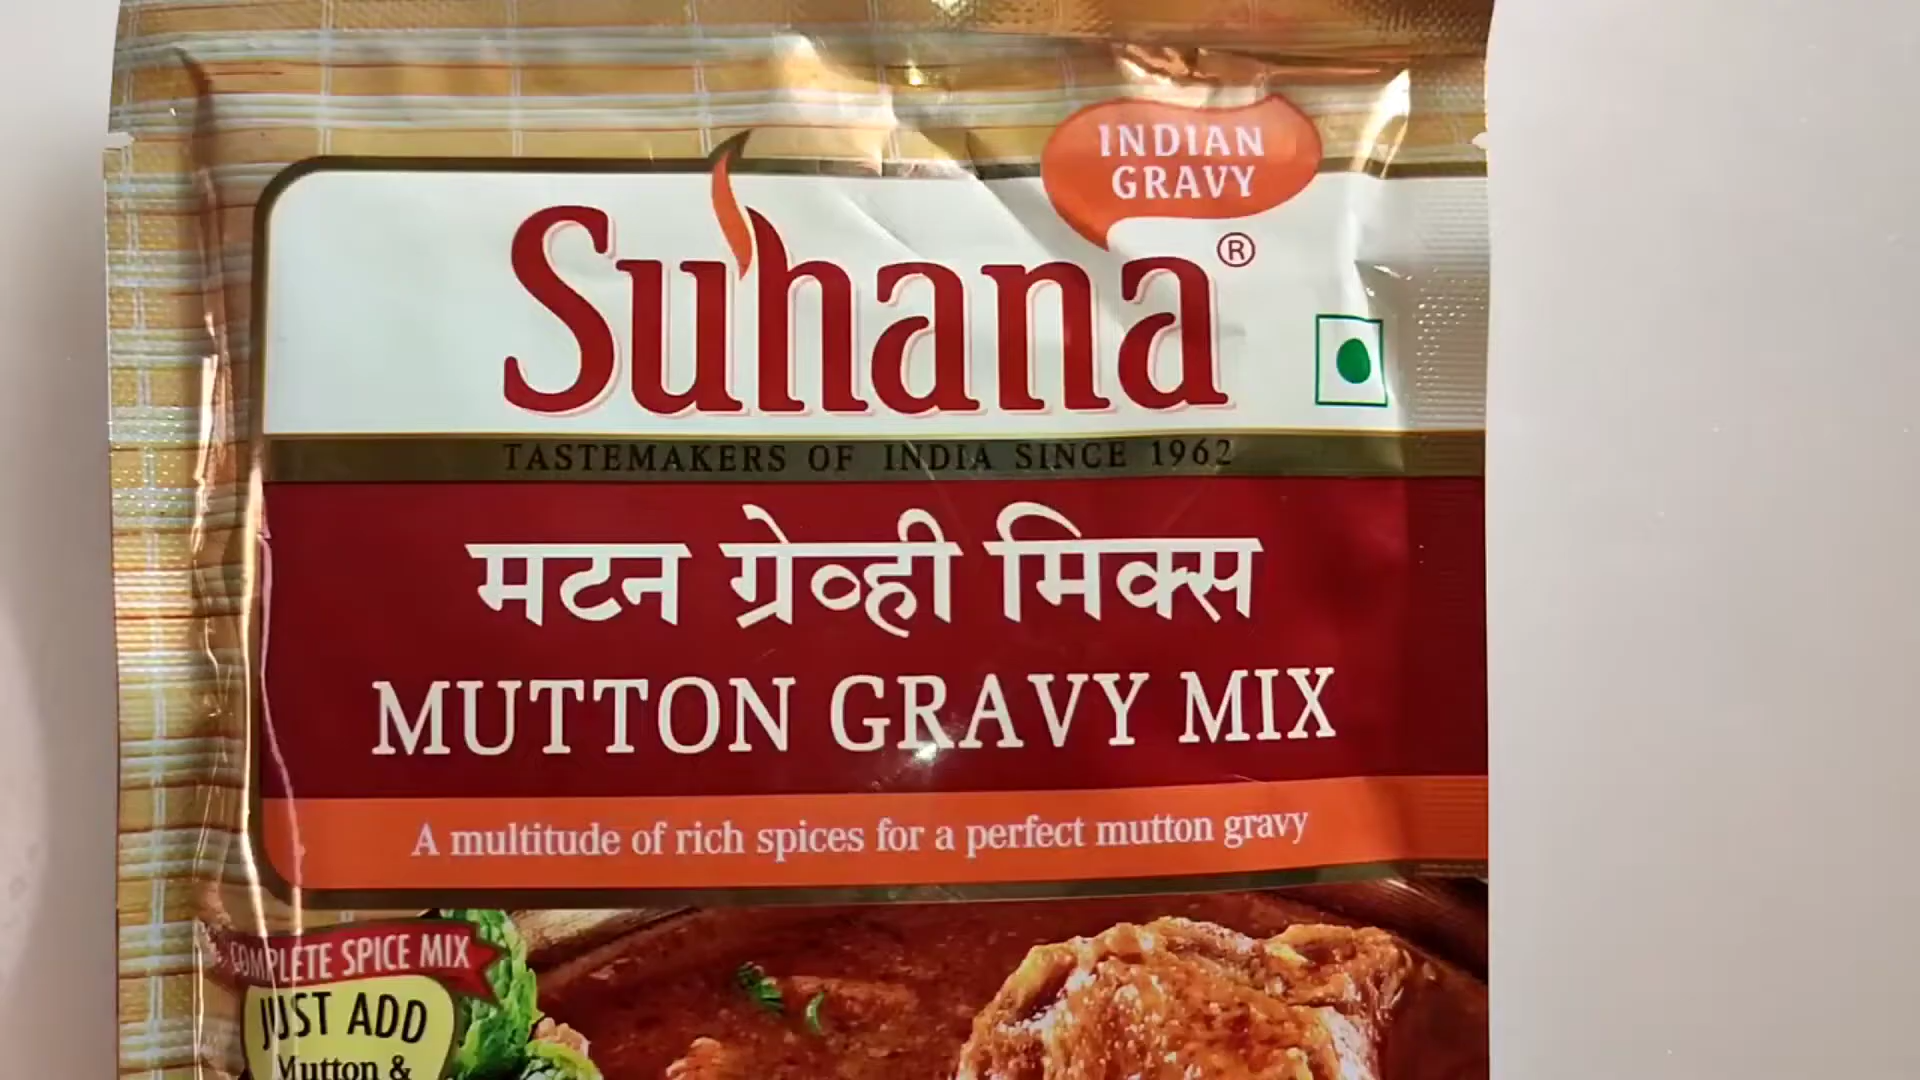 INDIAN
GRAVY
Suhana®
TASTEMAKERS OF INDIA SINCE 1962
मटन ग्रेव्ही मिक्स
MUTTON GRAVY MIX
A multitude of rich spices for a perfect mutton gravy
COMPLETE SPICE MIX
JUST ADD
Mutton &